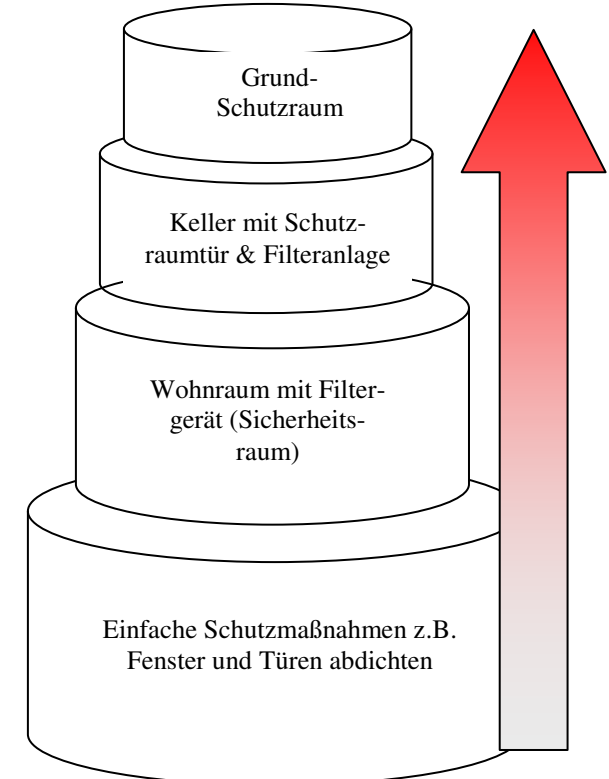 Grund-
Schutzraum
Keller mit Schutz-
raumtür & Filteranlage
Wohnraum mit Filter-
gerät (Sicherheits-
raum)
Einfache Schutzmaßnahmen z.B.
Fenster und Türen abdichten